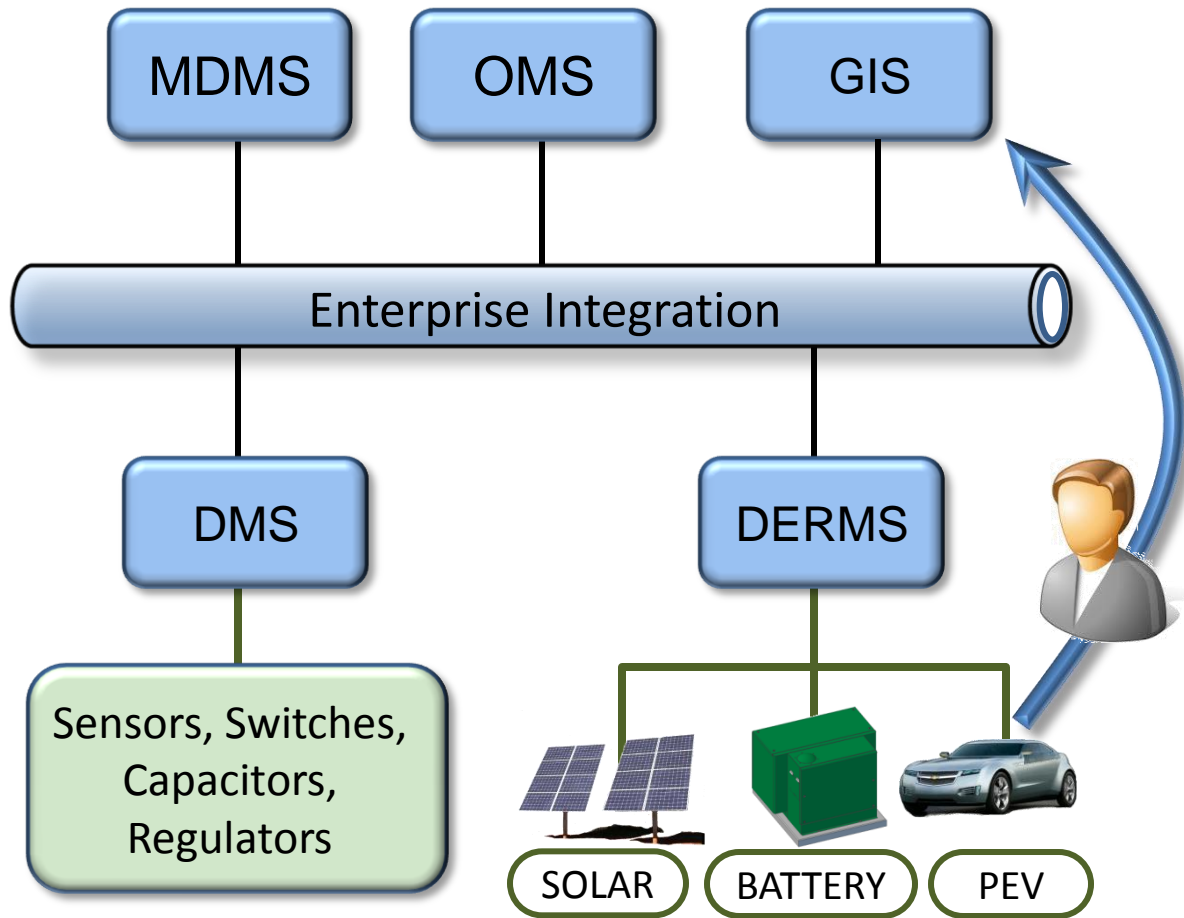 MDMS
OMS
GIS
Enterprise Integration
DMS
DERMS
Sensors, Switches,
Capacitors,
Regulators
SOLAR
BATTERY
PEV